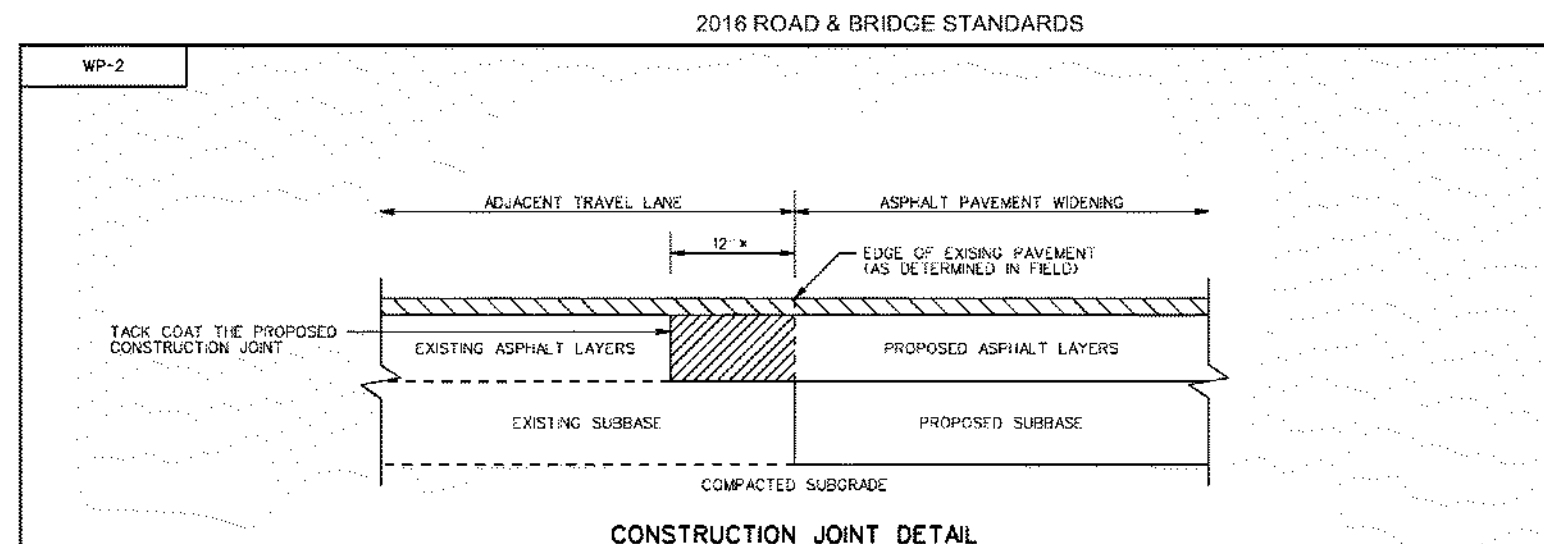 2016 ROAD & BRIDGE STANDARDS
WP-2
ADJACENT TRAVEL LANE
ASPHALT PAVEMENT WIDENING
12" *
EDGE OF EXISING PAVEMENT
(AS DETERMINED IN FIELD)
TACK COAT THE PROPOSED
CONSTRUCTION JOINT
EXISTING ASPHALT LAYERS
PROPOSED ASPHALT LAYERS
EXISTING SUBBASE
PROPOSED SUBBASE
COMPACTED SUBGRADE
CONSTRUCTION JOINT DETAIL